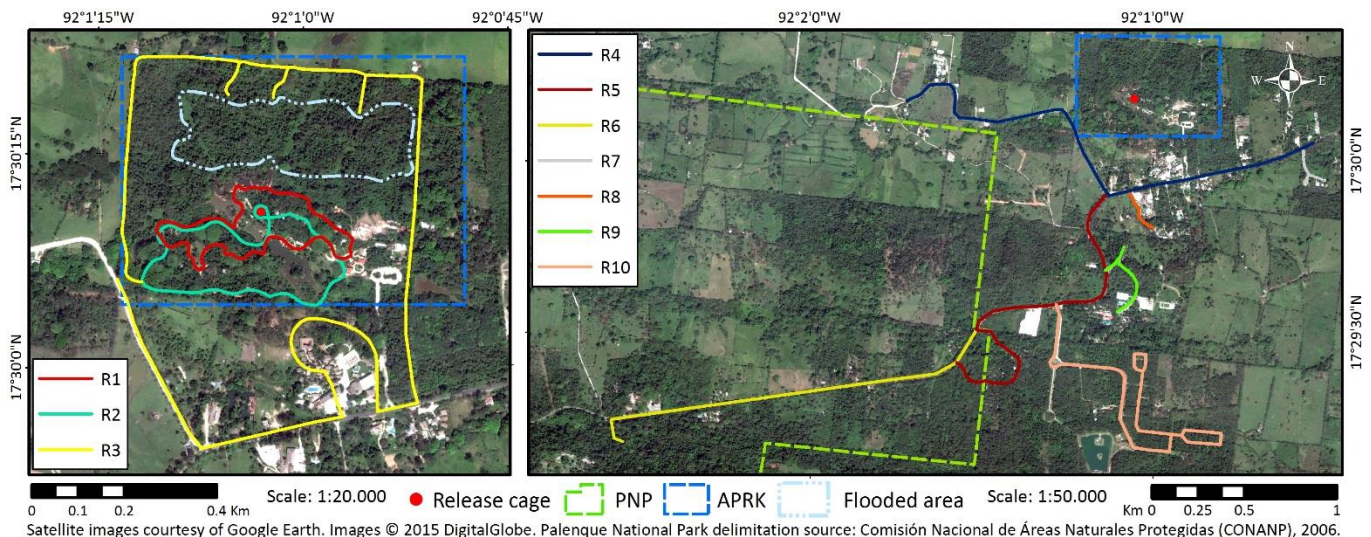 92°1'15"W 92°1'0"W 92°0'45"W 92°2'0"W 92°1'0"W
17°30'15"N
17°30'0"N
R1
R2
R3
R4
R5
R6
R7
R8
R9
R10
N
W E
S
17°30'0"N
17°29'30"N
0 0.1 0.2 0.4 Km
Scale: 1:20.000
Release cage
PNP
APRK
Flooded area
Scale: 1:50.000
Km 0 0.25 0.5 1
Satellite images courtesy of Google Earth. Images © 2015 DigitalGlobe. Palenque National Park delimitation source: Comisión Nacional de Áreas Naturales Protegidas (CONANP), 2006.